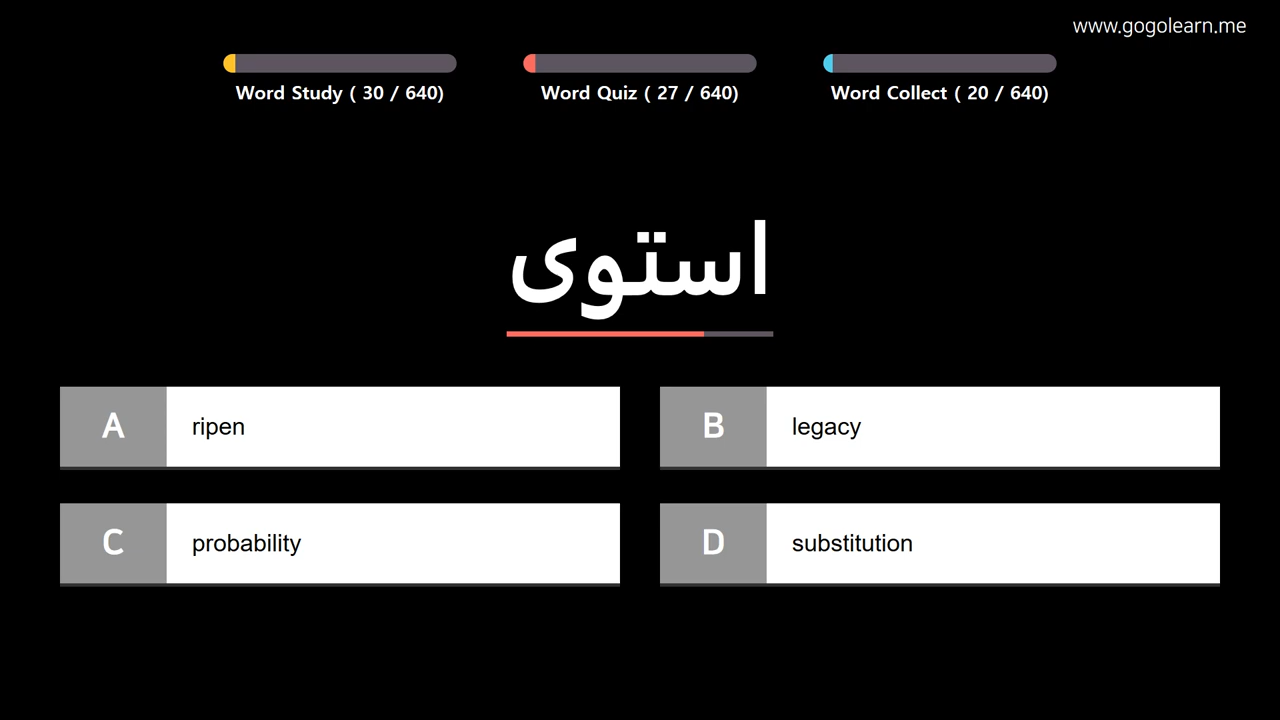 www.gogolearn.me
Word Study ( 30 / 640)
Word Quiz ( 27 / 640)
Word Collect ( 20 / 640)
استوى
A ripen
B legacy
C probability
D substitution